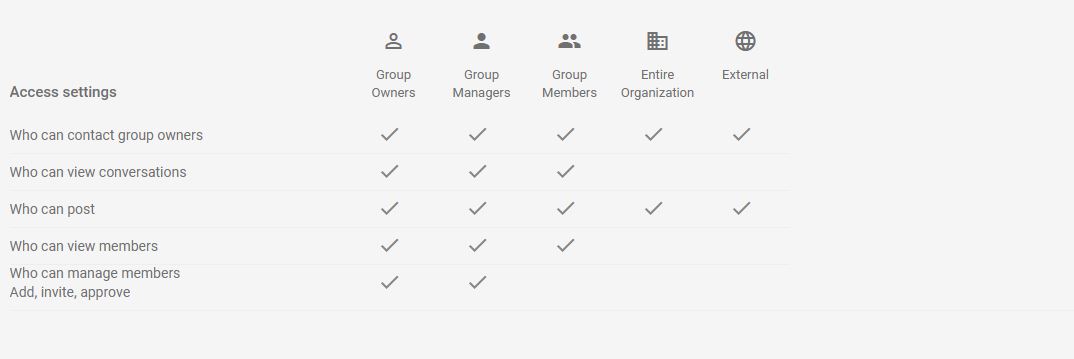 Group Owners
Group Managers
Group Members
Entire Organization
External
Access settings
Who can contact group owners
Who can view conversations
Who can post
Who can view members
Who can manage members
Add, invite, approve